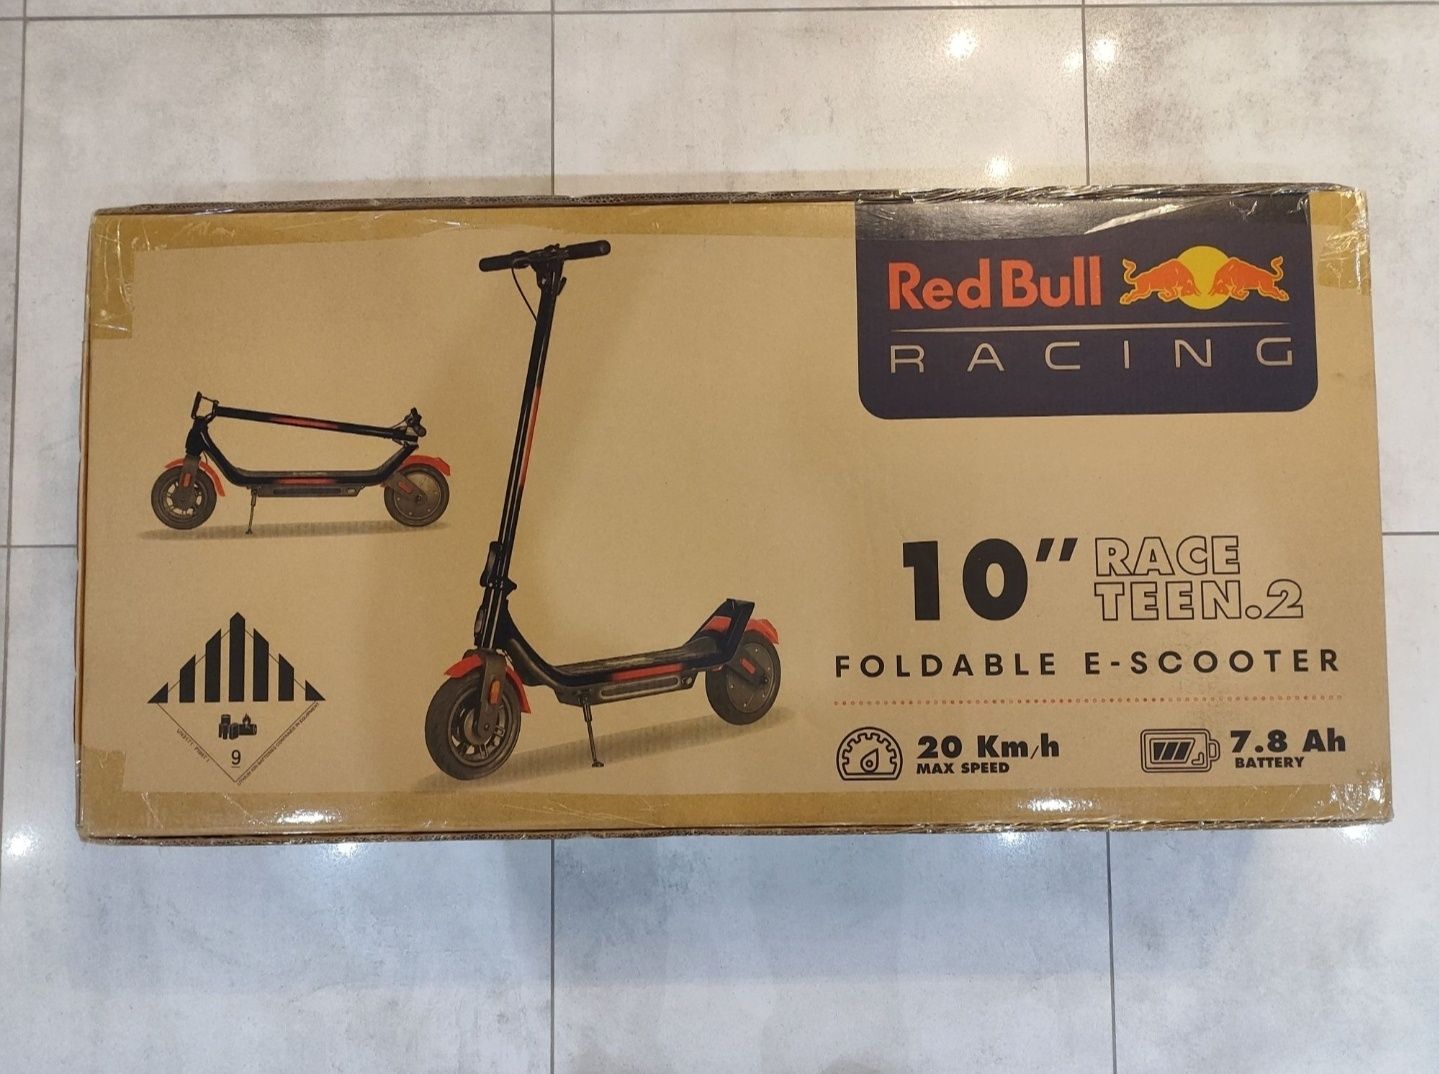 Red Bull
RACING
10" RACE
TEEN.2
FOLDABLE E-SCOOTER
20 Km/h
MAX SPEED
7.8 Ah
BATTERY
9